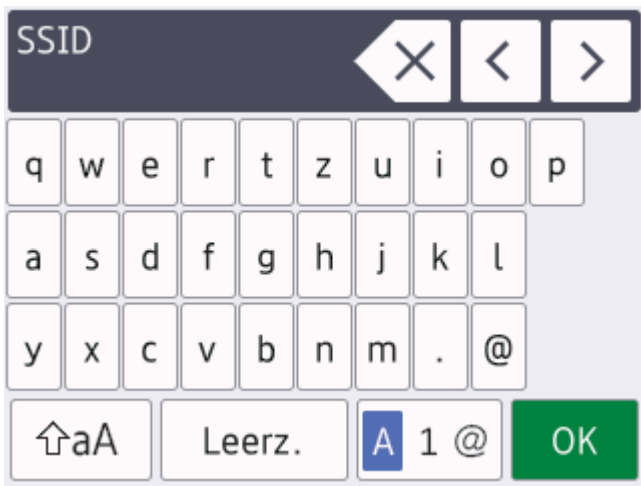 SSID
q w e r t z u i o p
a s d f g h j k l
y x c v b n m . @
aA Leerz. A 1 @ OK